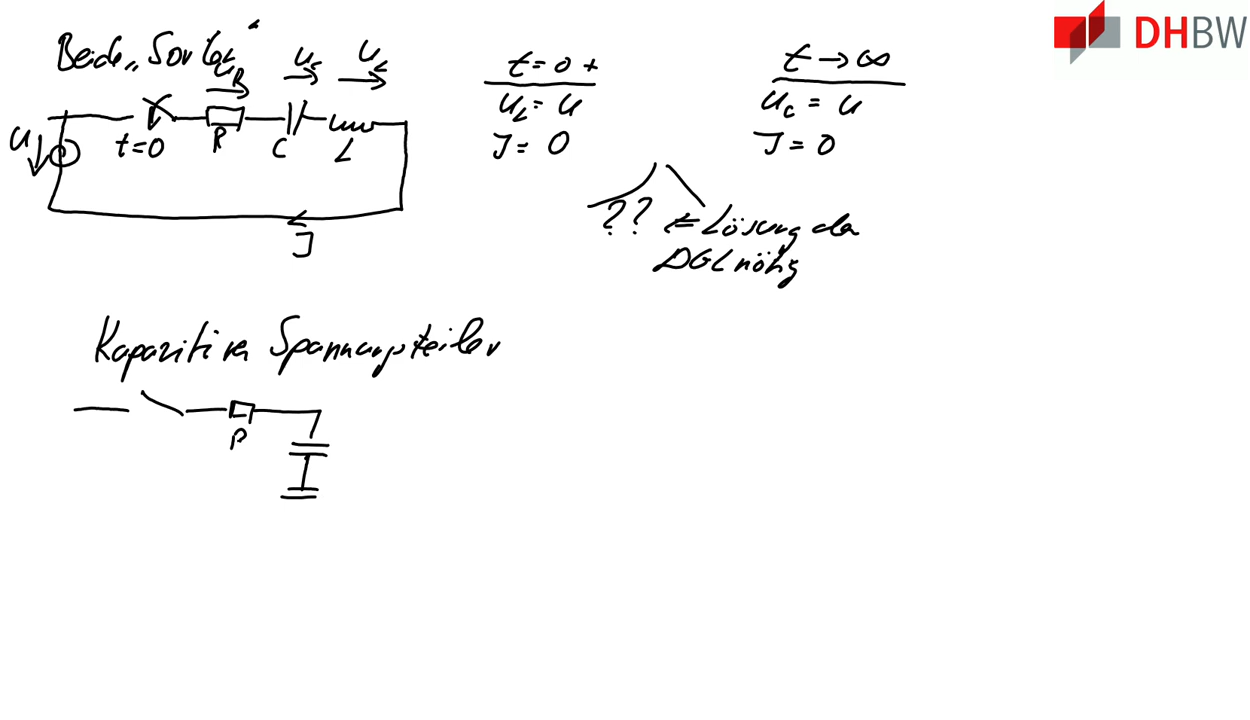 DHBW
Beide „Sorten"
U_R U_C U_L
U t=0 R C L
I
t=0+
U_L = U
I = 0
t→∞
U_C = U
I = 0
?? ⇐ Lösung der
DGL nötig
Kapazitiver Spannungsteiler
R